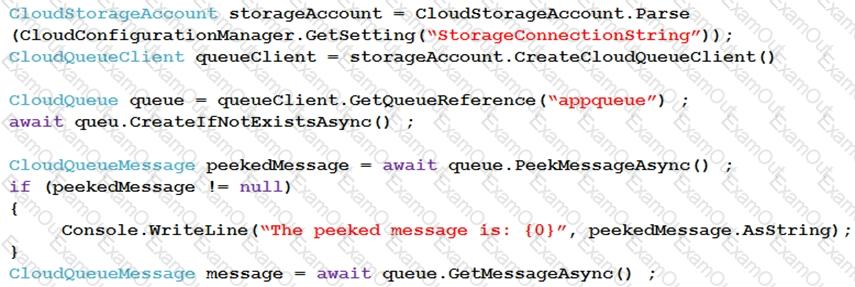 CloudStorageAccount storageAccount = CloudStorageAccount.Parse
(CloudConfigurationManager.GetSetting(“StorageConnectionString”));
CloudQueueClient queueClient = storageAccount.CreateCloudQueueClient()
CloudQueue queue = queueClient.GetQueueReference(“appqueue”) ;
await queu.CreateIfNotExistsAsync() ;
CloudQueueMessage peekedMessage = await queue.PeekMessageAsync() ;
if (peekedMessage != null)
{
Console.WriteLine(“The peeked message is: {0}”, peekedMessage.AsString);
}
CloudQueueMessage message = await queue.GetMessageAsync() ;